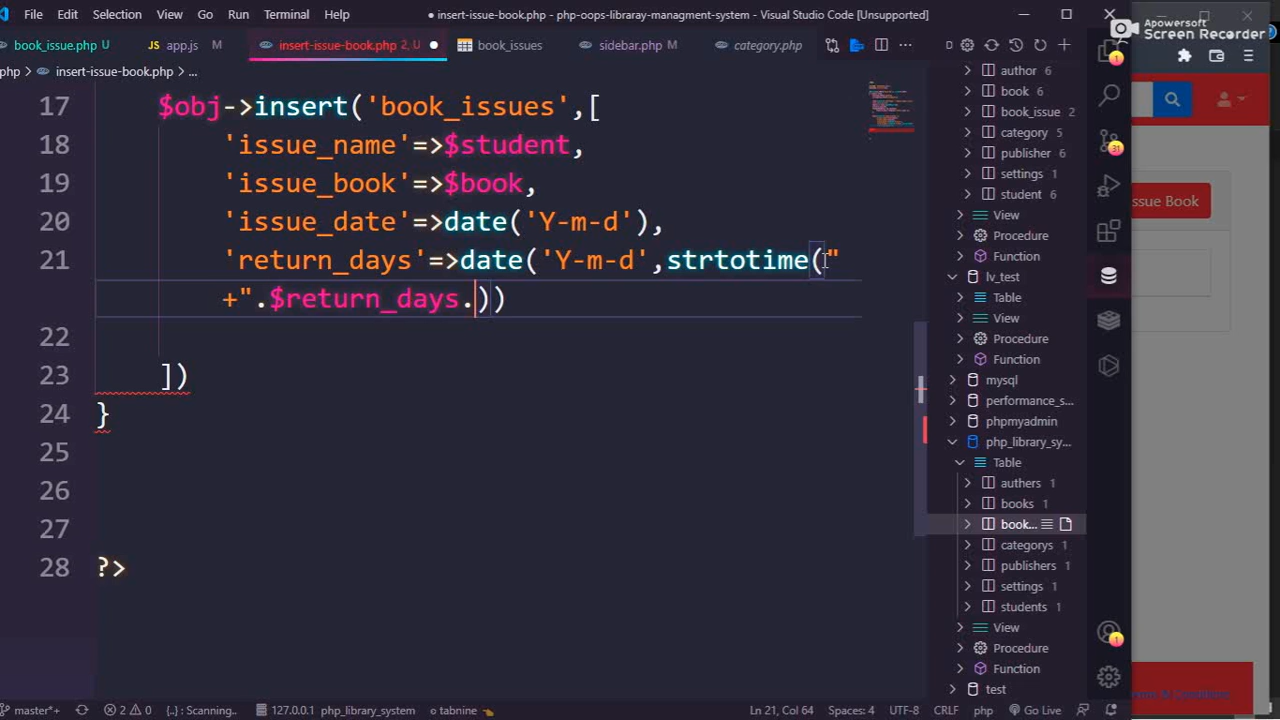 File Edit Selection View Go Run Terminal Help
● insert-issue-book.php - php-oops-libraray-managment-system - Visual Studio Code [Unsupported]
Apowersoft
Screen Recorder
book_issue.php U
JS app.js M
insert-issue-book.php 2, U ●
book_issues
sidebar.php M
category.php
D
php > insert-issue-book.php > ...
17 $obj->insert('book_issues',[
18 'issue_name'=>$student,
19 'issue_book'=>$book,
20 'issue_date'=>date('Y-m-d'),
21 'return_days'=>date('Y-m-d',strtotime("
+".$return_days.))
22
23 ])
24 }
25
26
27
28 ?>
author 6
book 6
book_issue 2
category 5
publisher 6
settings 1
student 6
View
Procedure
Function
lv_test
Table
View
Procedure
Function
mysql
performance_s...
phpmyadmin
php_library_sy...
Table
authers 1
books 1
book...
categorys 1
publishers 1
settings 1
students 1
View
Procedure
Function
test
1
31
1
1
ssue Book
master*+
2 0
{..} : Scanning..
127.0.0.1 php_library_system
tabnine
Ln 21, Col 64
Spaces: 4
UTF-8
CRLF
php
Go Live